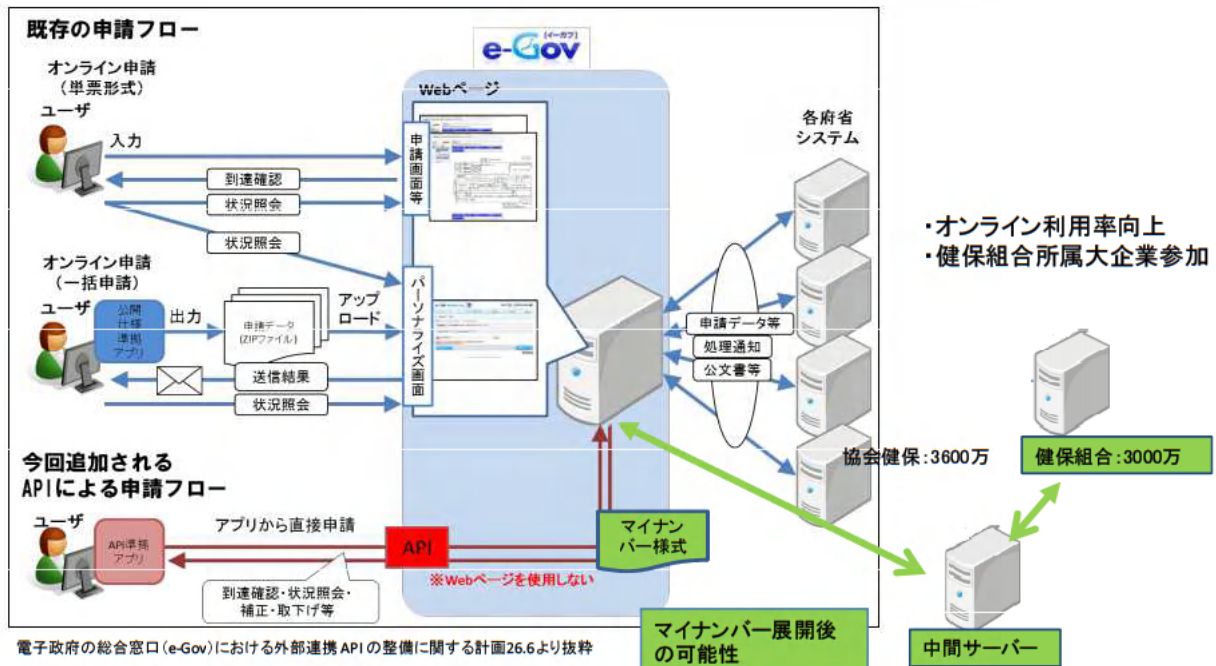 既存の申請フロー
[イーガブ]
e-Gov
オンライン申請
(単票形式)
ユーザ
入力
到達確認
状況照会
状況照会
Webページ
申請画面等
各府省
システム
オンライン申請
(一括申請)
ユーザ
公開
仕様
準拠
アプリ
出力
申請データ
(ZIPファイル)
アップ
ロード
送信結果
状況照会
パーソナライズ画面
申請データ等
処理通知
公文書等
・オンライン利用率向上
・健保組合所属大企業参加
協会健保:3600万
健保組合:3000万
今回追加される
APIによる申請フロー
ユーザ
API準拠
アプリ
アプリから直接申請
API
※Webページを使用しない
到達確認・状況照会・
補正・取下げ等
マイナン
バー様式
マイナンバー展開後
の可能性
中間サーバー
電子政府の総合窓口(e-Gov)における外部連携APIの整備に関する計画26.6より抜粋